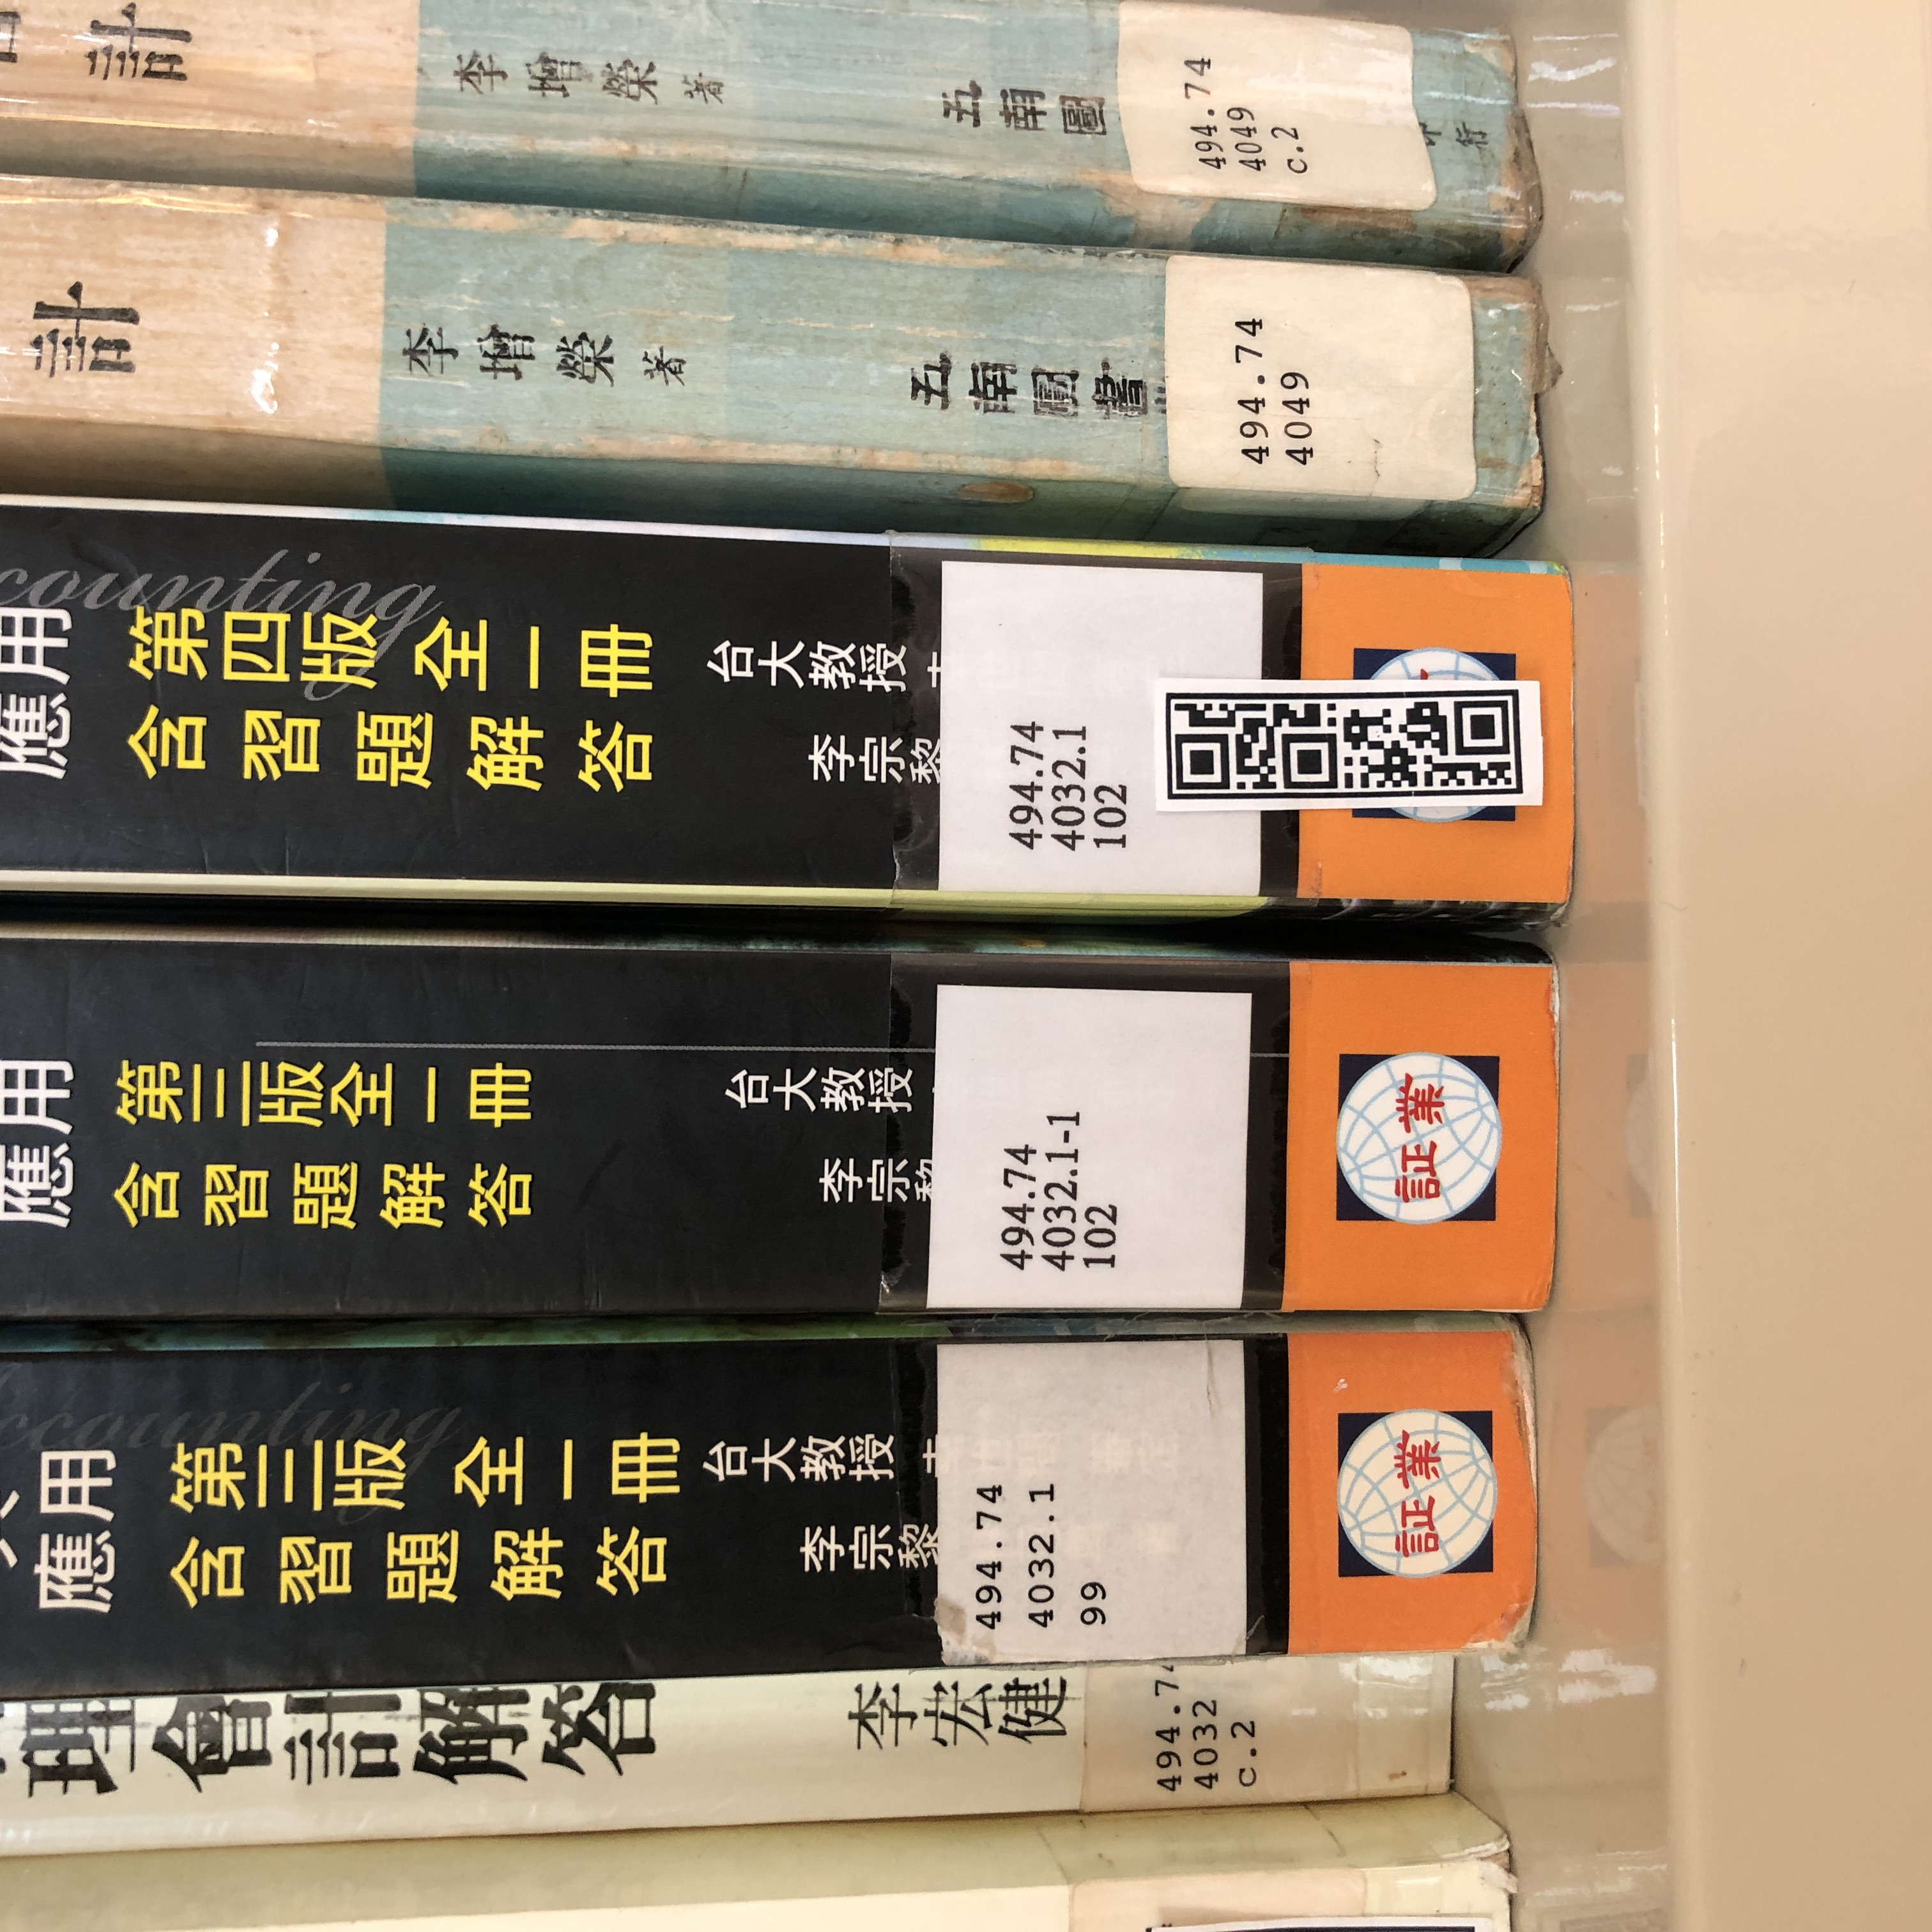 理會計解答
李宏健
494.74
4032
c.2
應用
第三版 全一冊
含習題解答
台大教授
李宗黎
494.74
4032.1
99
証業
應用
第三版全一冊
含習題解答
台大教授
李宗黎
494.74
4032.1-1
102
証業
counting
應用
第四版 全一冊
含習題解答
台大教授
李宗黎
494.74
4032.1
102
計
李增榮 著
五南圖書
494.74
4049
計
李增榮 著
五南圖
印行
494.74
4049
c.2